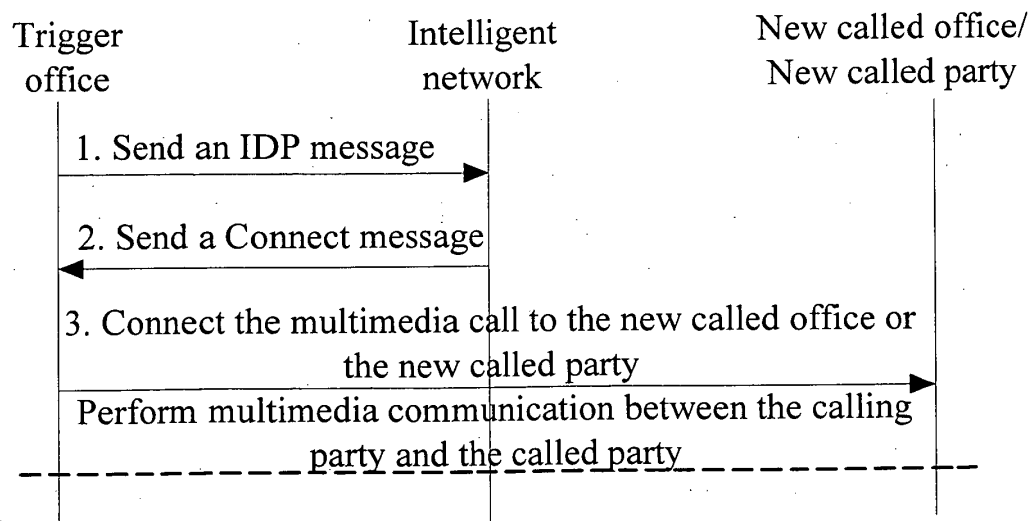 Trigger
office
Intelligent
network
New called office/
New called party
1. Send an IDP message
2. Send a Connect message
3. Connect the multimedia call to the new called office or
the new called party
Perform multimedia communication between the calling
party and the called party